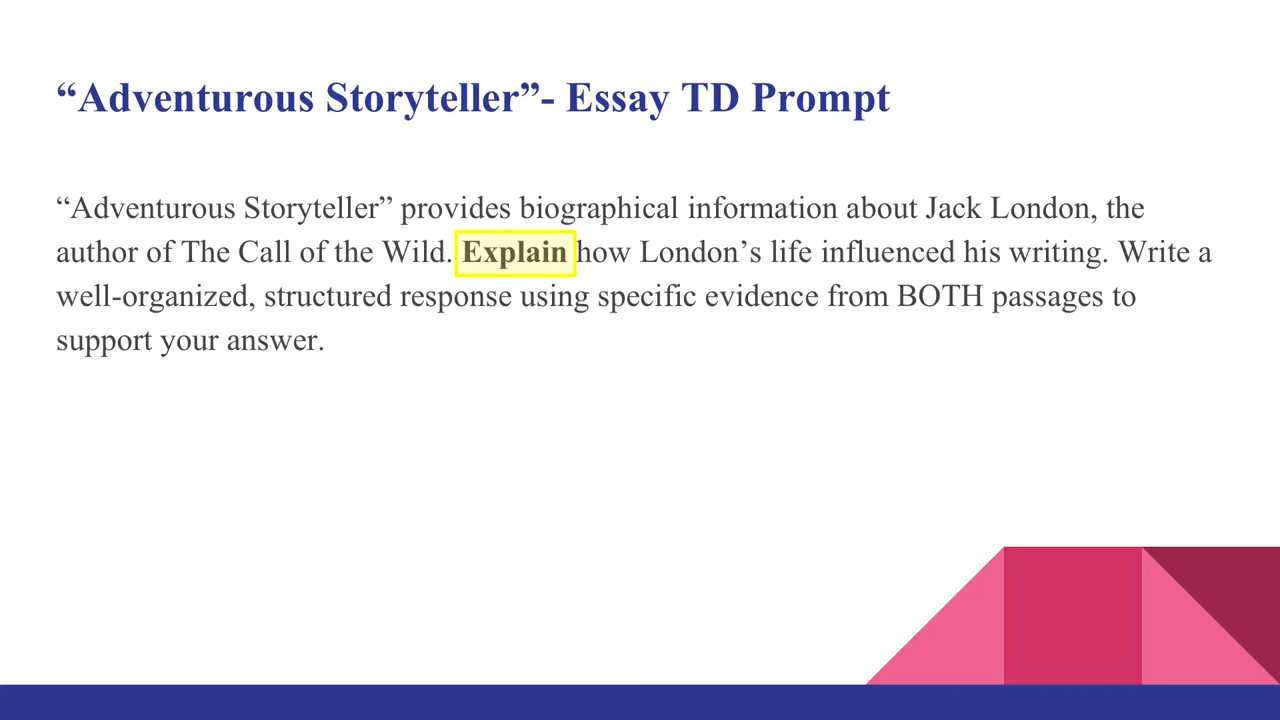 “Adventurous Storyteller”- Essay TD Prompt
“Adventurous Storyteller” provides biographical information about Jack London, the
author of The Call of the Wild. Explain how London’s life influenced his writing. Write a
well-organized, structured response using specific evidence from BOTH passages to
support your answer.